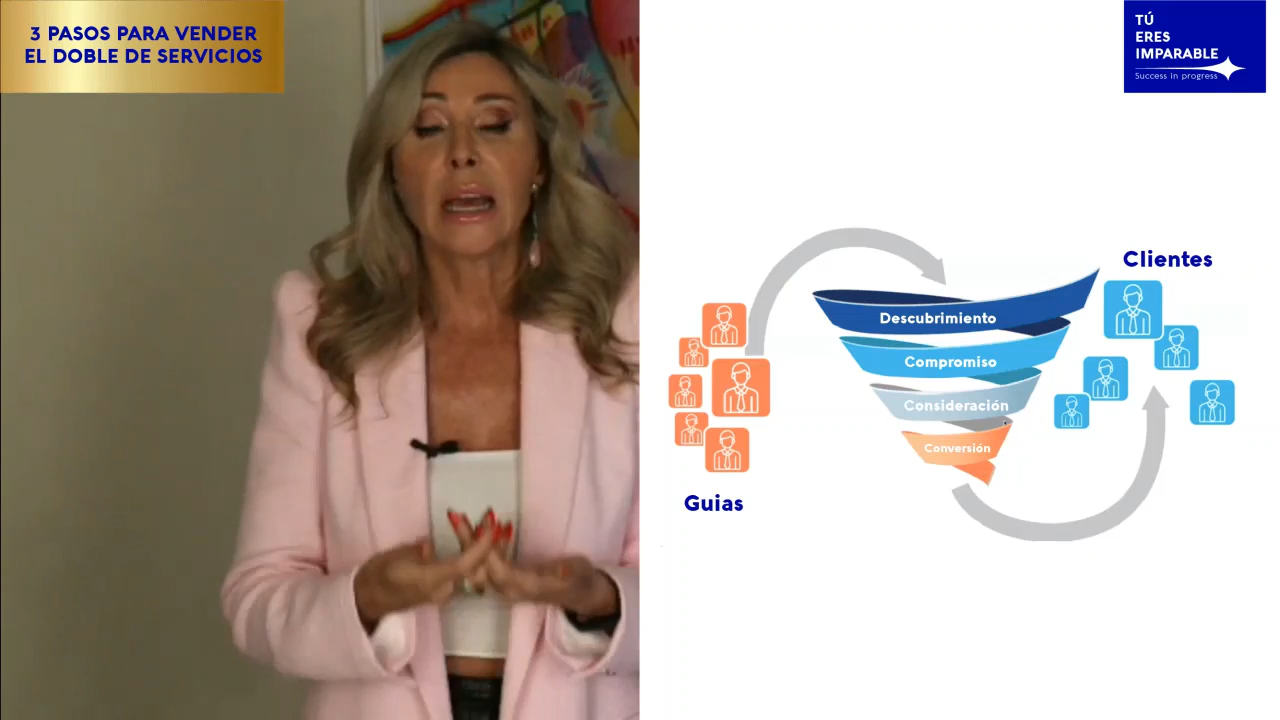 3 PASOS PARA VENDER
EL DOBLE DE SERVICIOS
TÚ
ERES
IMPARABLE
Success in progress
Clientes
Descubrimiento
Compromiso
Consideración
Conversión
Guias